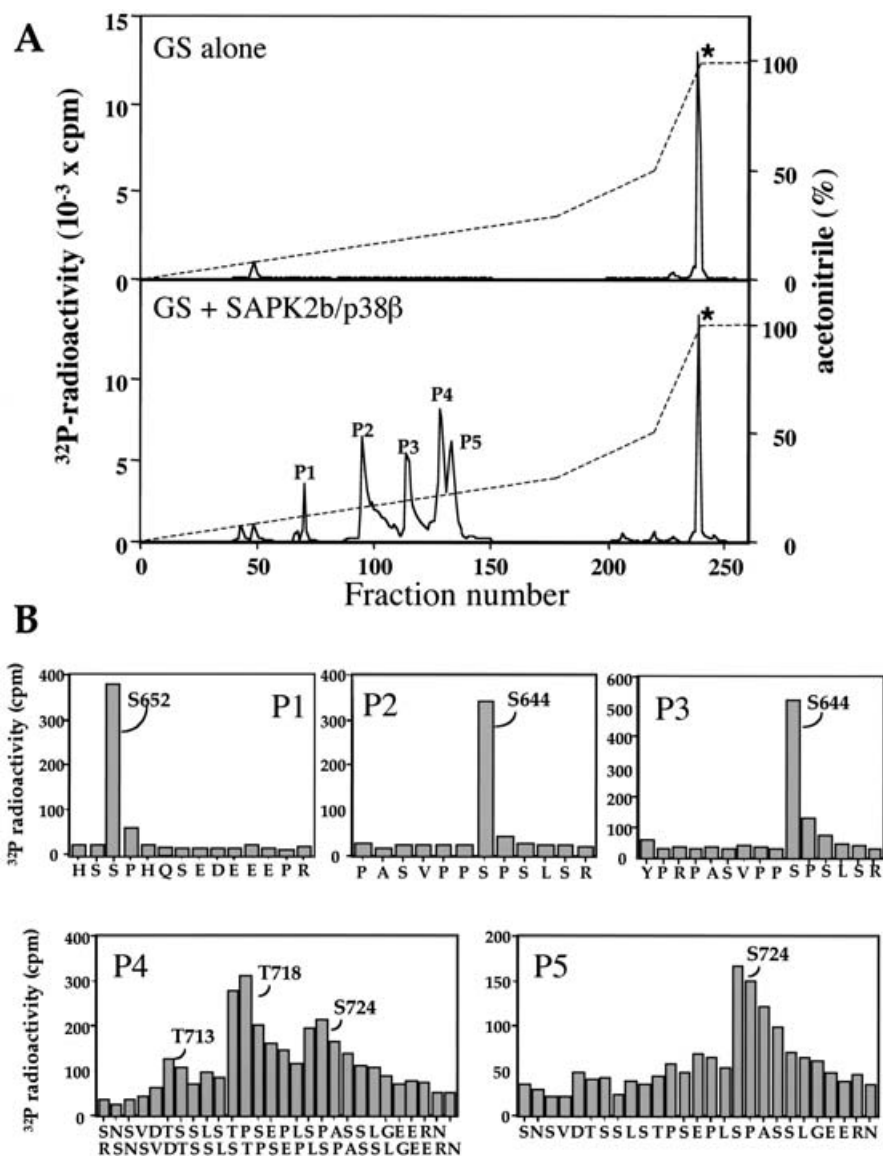 A
GS alone
*
15
10
5
0
100
50
0
GS + SAPK2b/p38β
*
P1
P2
P3
P4
P5
10
5
0
100
50
0
³²P-radioactivity (10⁻³ x cpm)
acetonitrile (%)
0 50 100 150 200 250
Fraction number
B
³²P radioactivity (cpm)
400
300
200
100
0
S652
P1
H S S P H Q S E D E E E P R
400
300
200
100
0
P2
S644
P A S V P P S P S L S R
600
500
400
300
200
100
0
P3
S644
Y P R P A S V P P S P S L S R
³²P radioactivity (cpm)
400
300
200
100
0
P4
T713
T718
S724
SNSVDTSSLSTPSEPLSPASSLGEERN
RSNSVDTSSLSTPSEPLSPASSLGEERN
200
150
100
50
0
P5
S724
SNSVDTSSLSTPSEPLSPASSLGEERN